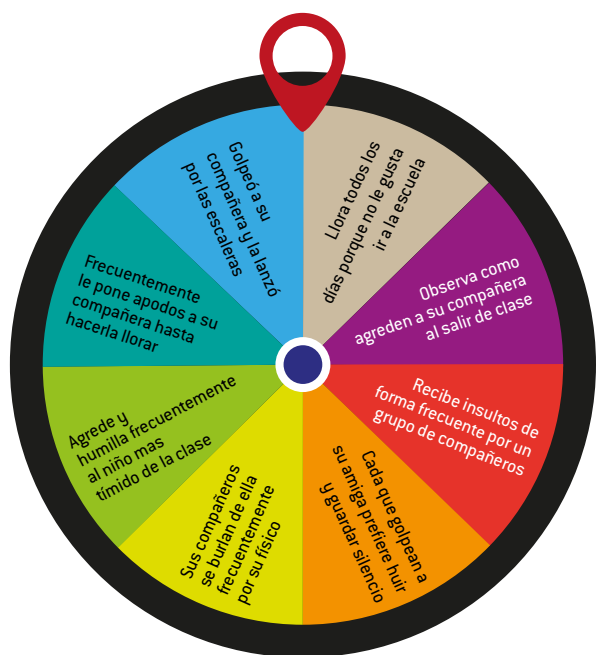 Llora todos los
días porque no le gusta
ir a la escuela
Observa como
agreden a su compañera
al salir de clase
Recibe insultos de
forma frecuente por un
grupo de compañeros
Cada que golpean a
su amiga prefiere huir
y guardar silencio
Sus compañeros
se burlan de ella
frecuentemente
por su físico
Agrede y
humilla frecuentemente
al niño mas
tímido de la clase
Frecuentemente
le pone apodos a su
compañera hasta
hacerla llorar
Golpeó a su
compañera y la lanzó
por las escaleras